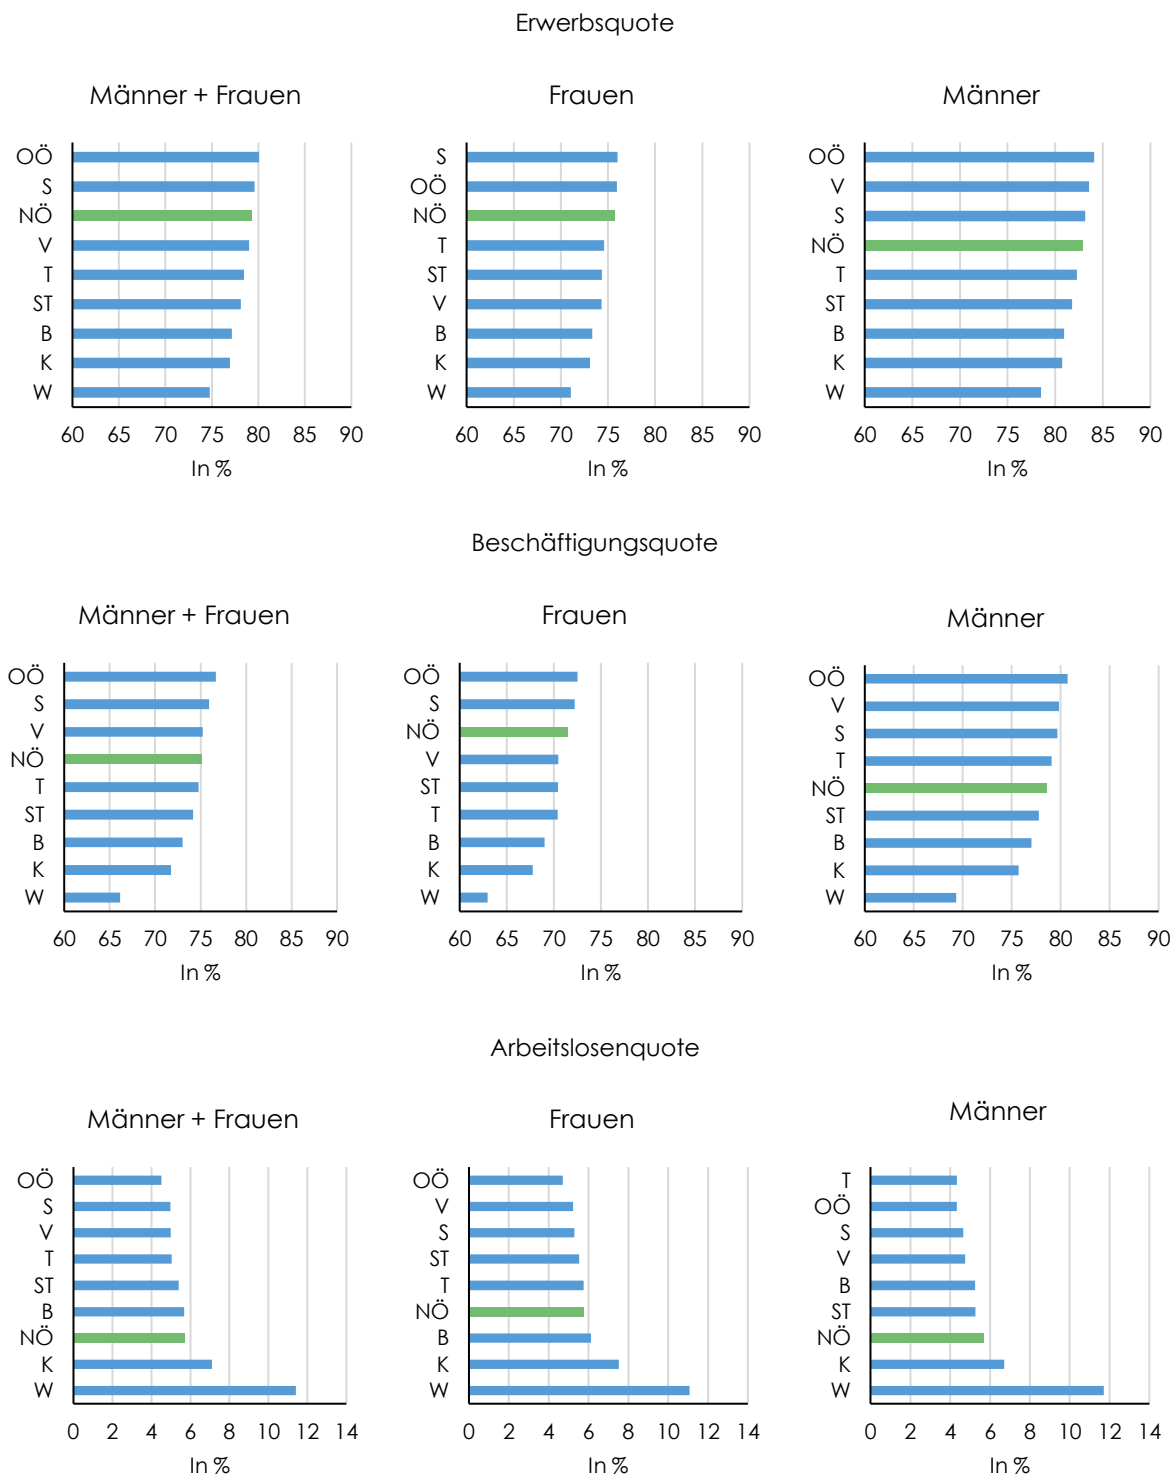 Erwerbsquote
Männer + Frauen
OÖ
S
NÖ
V
T
ST
B
K
W
60 65 70 75 80 85 90
In %
Frauen
S
OÖ
NÖ
T
ST
V
B
K
W
60 65 70 75 80 85 90
In %
Männer
OÖ
V
S
NÖ
T
ST
B
K
W
60 65 70 75 80 85 90
In %
Beschäftigungsquote
Männer + Frauen
OÖ
S
V
NÖ
T
ST
B
K
W
60 65 70 75 80 85 90
In %
Frauen
OÖ
S
NÖ
V
ST
T
B
K
W
60 65 70 75 80 85 90
In %
Männer
OÖ
V
S
T
NÖ
ST
B
K
W
60 65 70 75 80 85 90
In %
Arbeitslosenquote
Männer + Frauen
OÖ
S
V
T
ST
B
NÖ
K
W
0 2 4 6 8 10 12 14
In %
Frauen
OÖ
V
S
ST
T
NÖ
B
K
W
0 2 4 6 8 10 12 14
In %
Männer
T
OÖ
S
V
B
ST
NÖ
K
W
0 2 4 6 8 10 12 14
In %